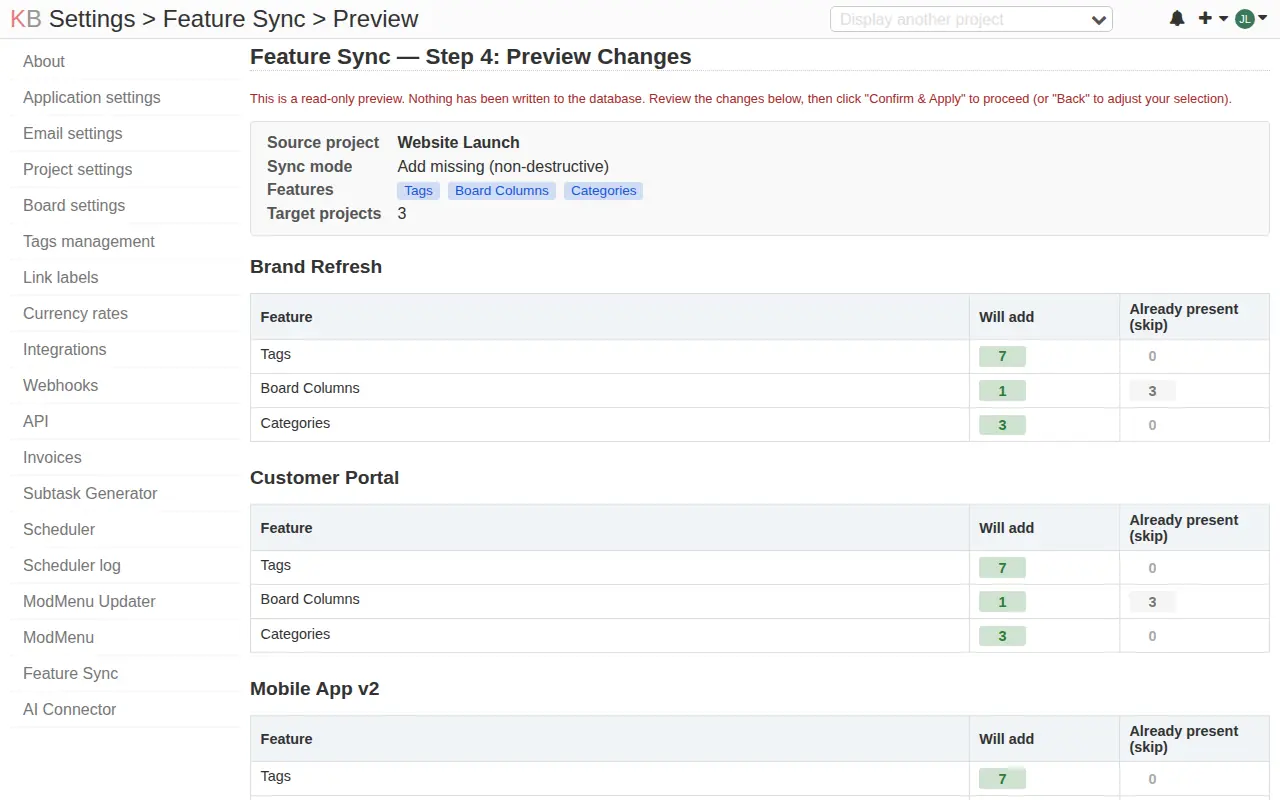 KB Settings > Feature Sync > Preview
Display another project
JL
About
Application settings
Email settings
Project settings
Board settings
Tags management
Link labels
Currency rates
Integrations
Webhooks
API
Invoices
Subtask Generator
Scheduler
Scheduler log
ModMenu Updater
ModMenu
Feature Sync
AI Connector
Feature Sync — Step 4: Preview Changes
This is a read-only preview. Nothing has been written to the database. Review the changes below, then click "Confirm & Apply" to proceed (or "Back" to adjust your selection).
Source project Website Launch
Sync mode Add missing (non-destructive)
Features Tags Board Columns Categories
Target projects 3
Brand Refresh
Feature Will add Already present (skip)
Tags 7 0
Board Columns 1 3
Categories 3 0
Customer Portal
Feature Will add Already present (skip)
Tags 7 0
Board Columns 1 3
Categories 3 0
Mobile App v2
Feature Will add Already present (skip)
Tags 7 0